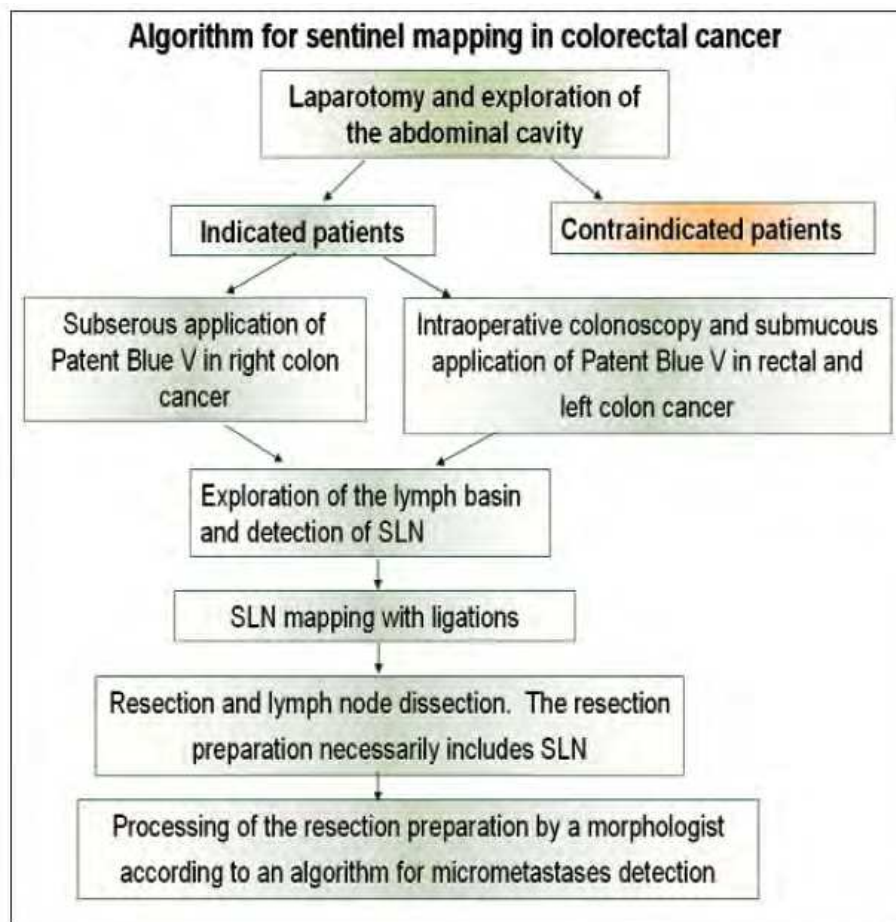 Algorithm for sentinel mapping in colorectal cancer
Laparotomy and exploration of
the abdominal cavity
Indicated patients
Contraindicated patients
Subserous application of
Patent Blue V in right colon
cancer
Intraoperative colonoscopy and submucous
application of Patent Blue V in rectal and
left colon cancer
Exploration of the lymph basin
and detection of SLN
SLN mapping with ligations
Resection and lymph node dissection. The resection
preparation necessarily includes SLN
Processing of the resection preparation by a morphologist
according to an algorithm for micrometastases detection